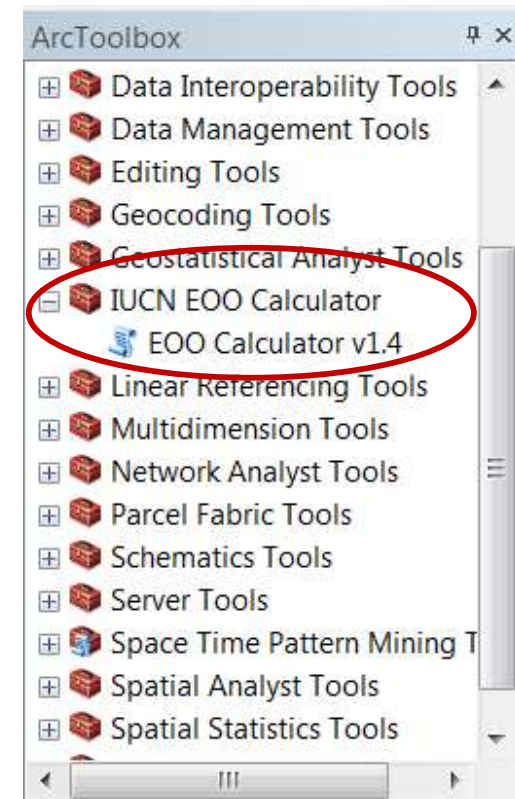 ArcToolbox
Data Interoperability Tools
Data Management Tools
Editing Tools
Geocoding Tools
Geostatistical Analyst Tools
IUCN EOO Calculator
EOO Calculator v1.4
Linear Referencing Tools
Multidimension Tools
Network Analyst Tools
Parcel Fabric Tools
Schematics Tools
Server Tools
Space Time Pattern Mining T
Spatial Analyst Tools
Spatial Statistics Tools